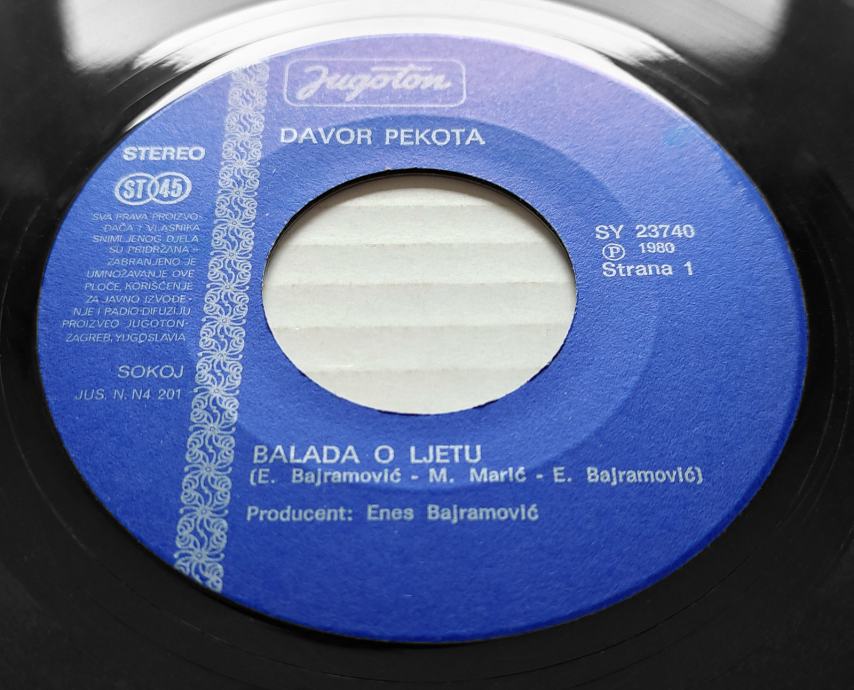 Jugoton
DAVOR PEKOTA
STEREO
ST 45
SVA PRAVA PROIZVO-
ĐAČA I VLASNIKA
SNIMLJENOG DJELA
SU PRIDRŽANA -
ZABRANJENO JE
UMNOŽAVANJE OVE
PLOČE, KORIŠĆENJE
ZA JAVNO IZVOĐE-
NJE I RADIO-DIFUZIJU
PROIZVEO JUGOTON-
ZAGREB, YUGOSLAVIA
SOKOJ
JUS. N. N4 201
SY 23740
Ⓟ 1980
Strana 1
BALADA O LJETU
(E. Bajramović - M. Marić - E. Bajramović)
Producent: Enes Bajramović